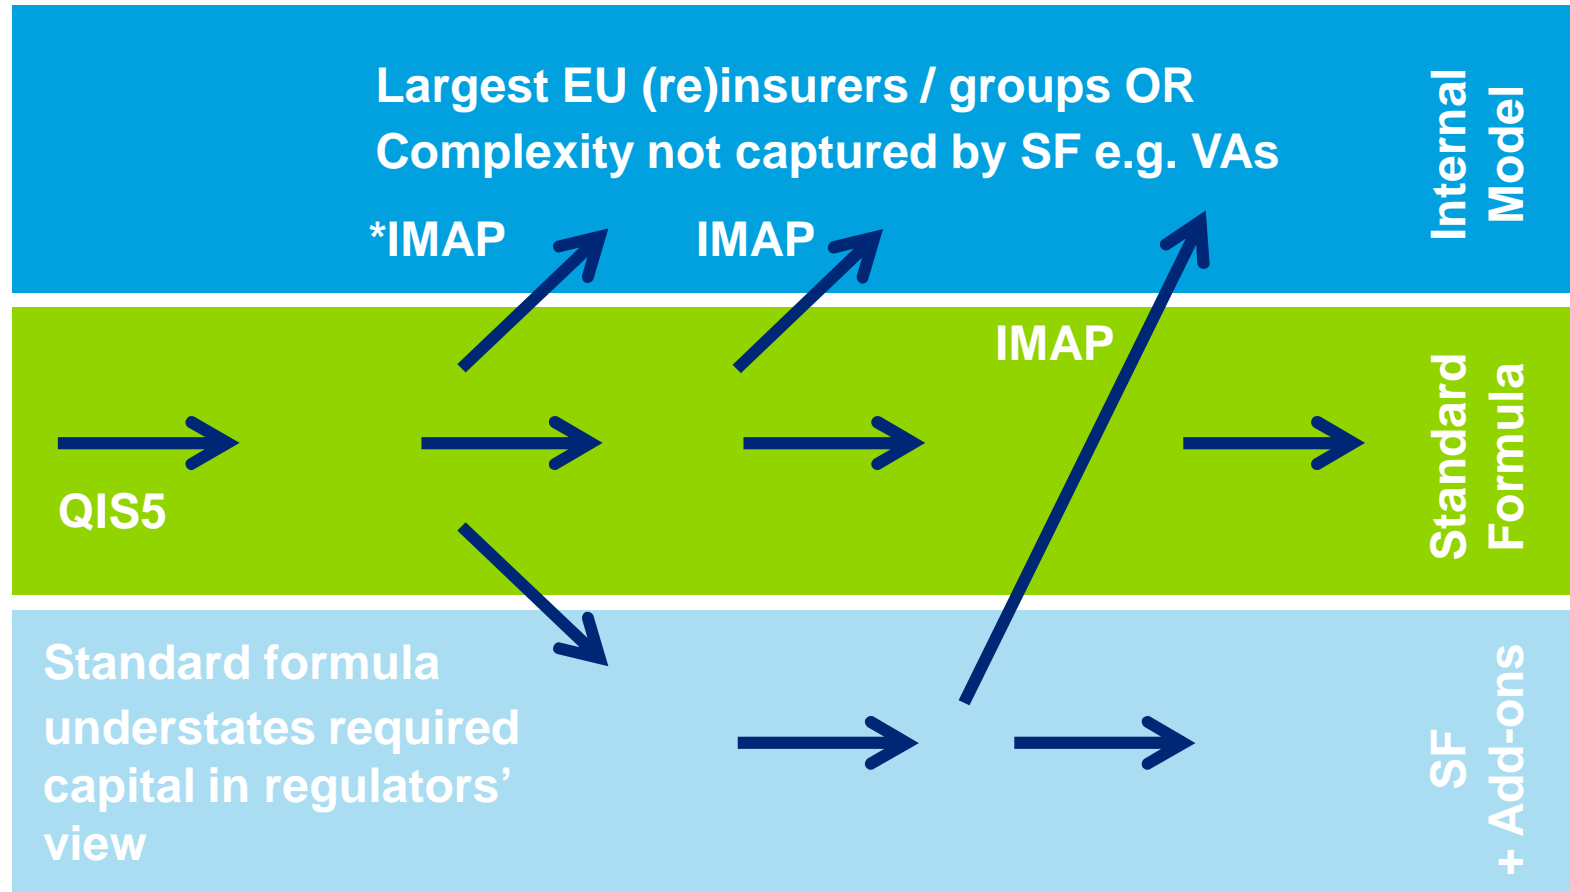 Largest EU (re)insurers / groups OR
Complexity not captured by SF e.g. VAs
*IMAP
IMAP
Internal
Model
IMAP
QIS5
Standard
Formula
Standard formula
understates required
capital in regulators’
view
SF
+ Add-ons